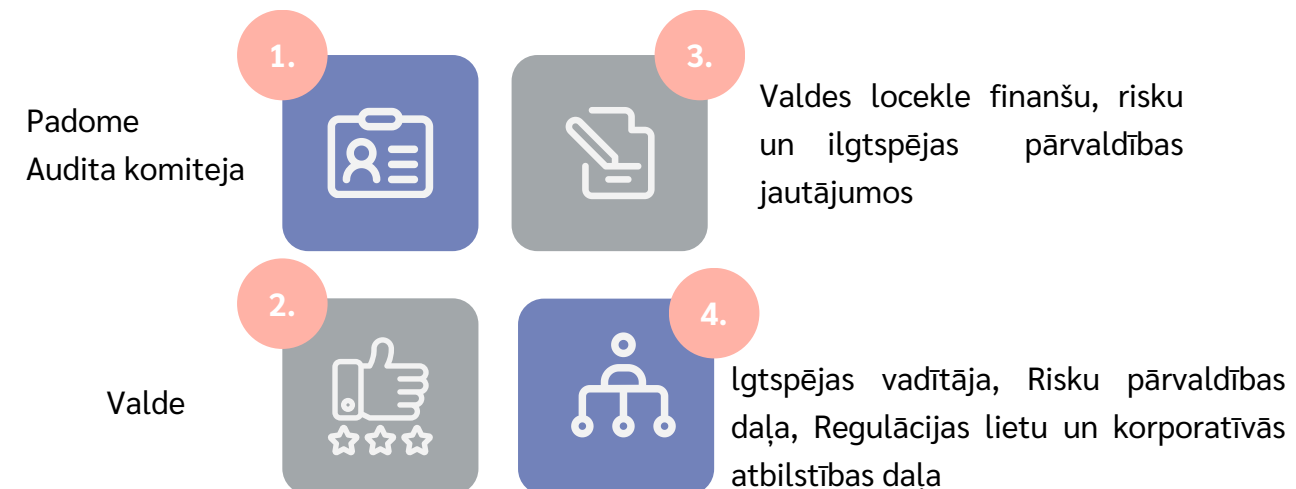 1.
Padome
Audita komiteja
2.
Valde
3.
Valdes locekle finanšu, risku
un ilgtspējas pārvaldības
jautājumos
4.
lgtspējas vadītāja, Risku pārvaldības
daļa, Regulācijas lietu un korporatīvās
atbilstības daļa